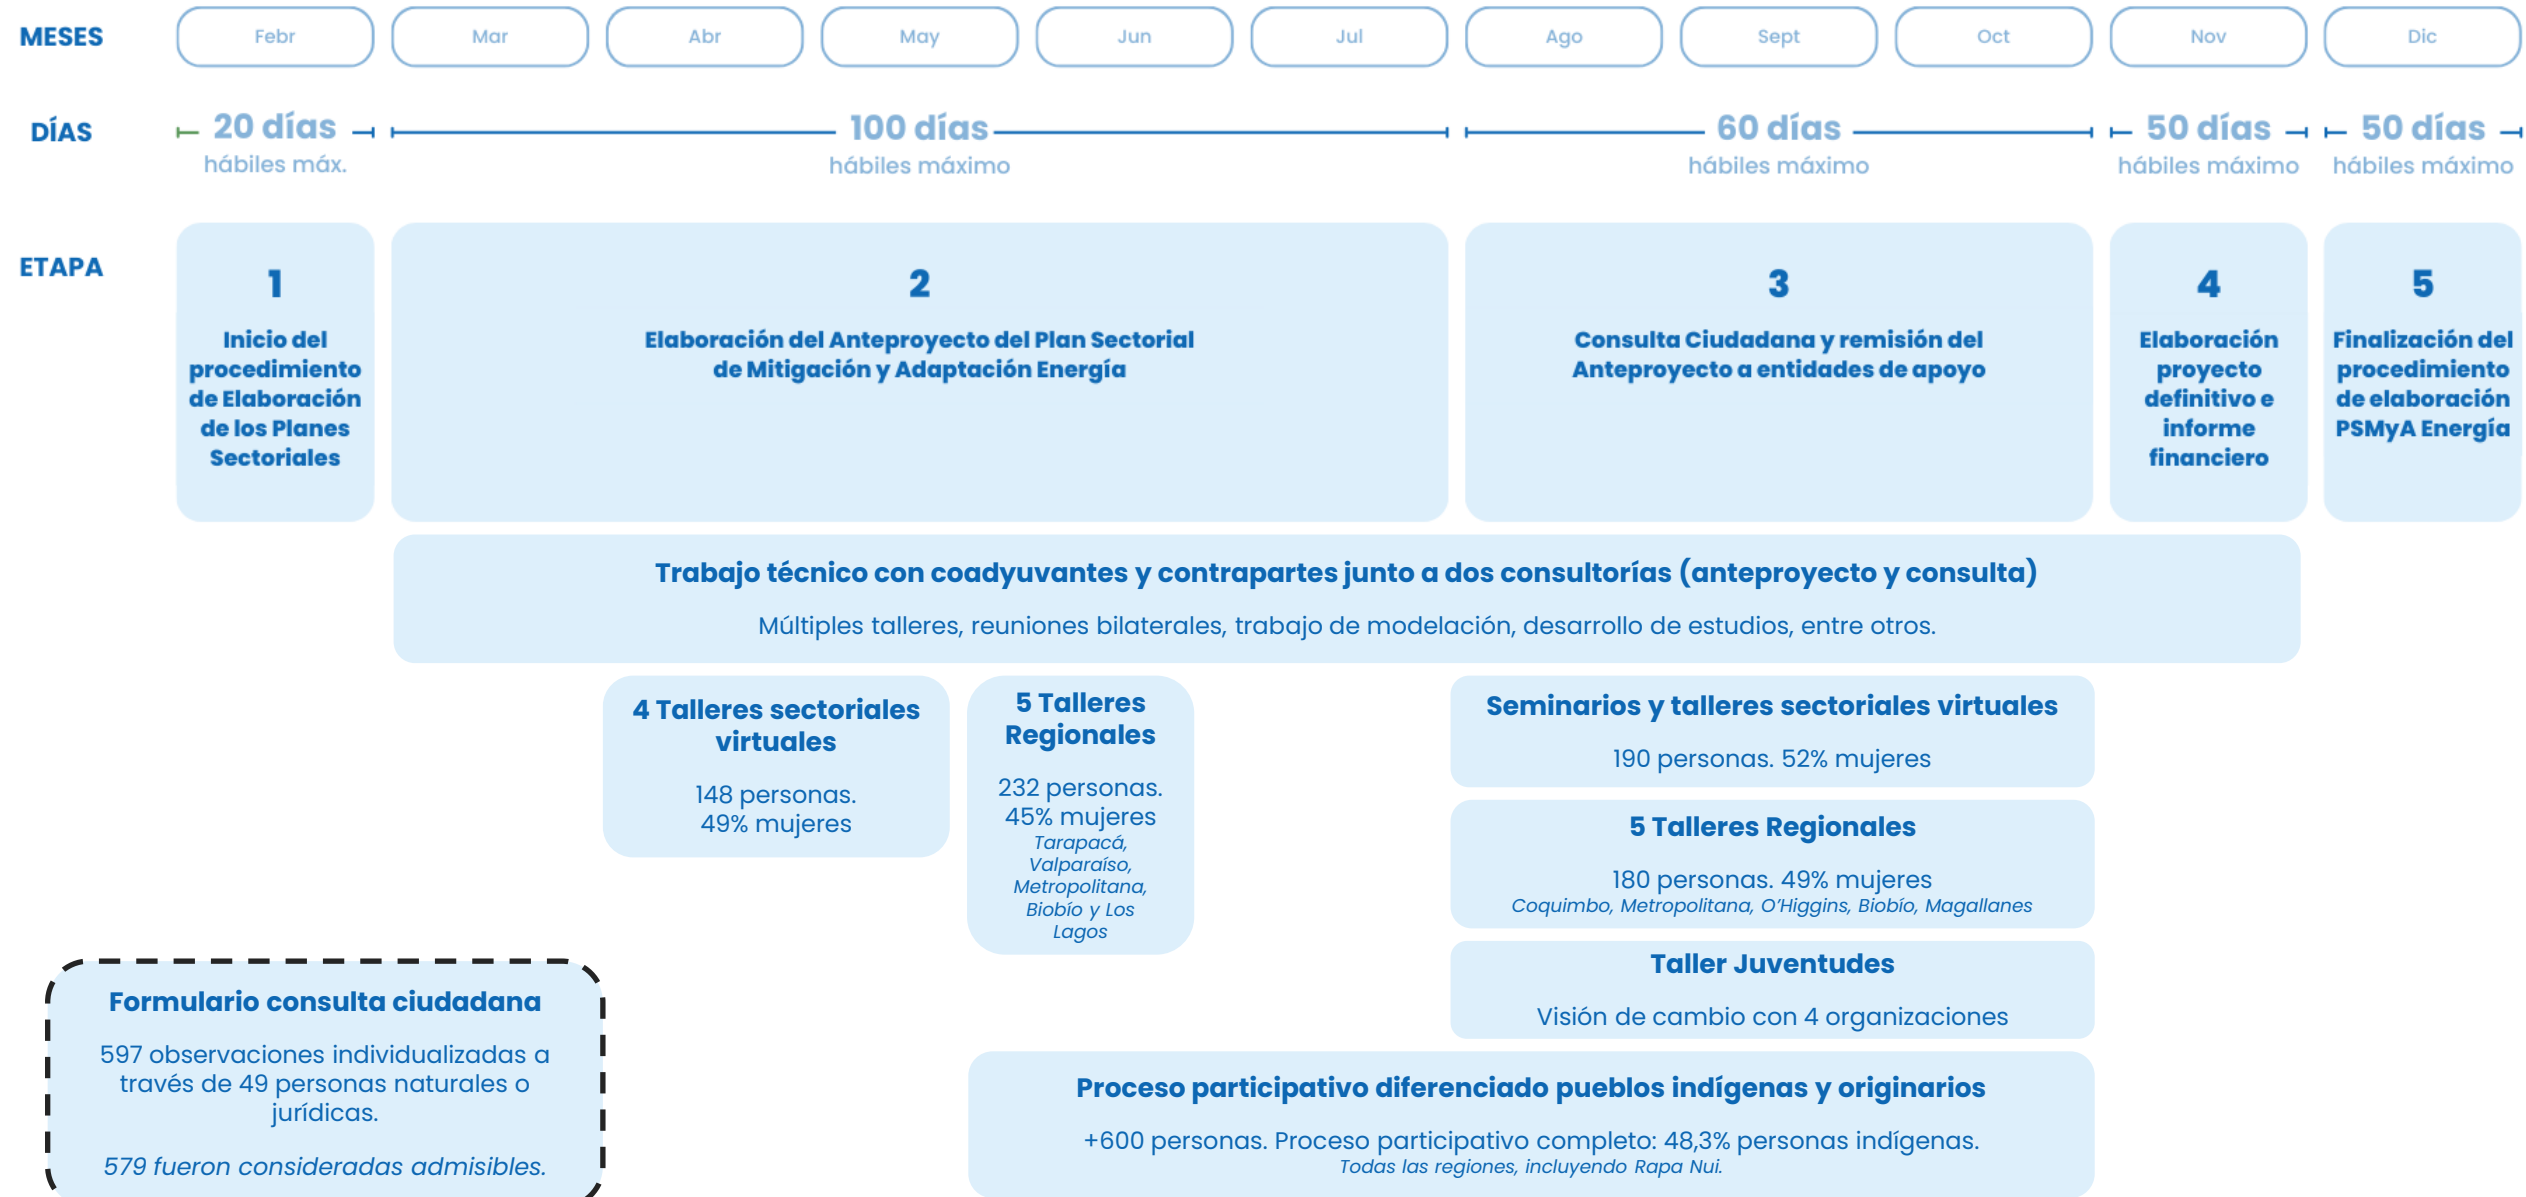 MESES
Febr
Mar
Abr
May
Jun
Jul
Ago
Sept
Oct
Nov
Dic
DÍAS
20 días
hábiles máx.
100 días
hábiles máximo
60 días
hábiles máximo
50 días
hábiles máximo
50 días
hábiles máximo
ETAPA
1
Inicio del
procedimiento
de Elaboración
de los Planes
Sectoriales
2
Elaboración del Anteproyecto del Plan Sectorial
de Mitigación y Adaptación Energía
3
Consulta Ciudadana y remisión del
Anteproyecto a entidades de apoyo
4
Elaboración
proyecto
definitivo e
informe
financiero
5
Finalización del
procedimiento
de elaboración
PSMyA Energía
Trabajo técnico con coadyuvantes y contrapartes junto a dos consultorías (anteproyecto y consulta)
Múltiples talleres, reuniones bilaterales, trabajo de modelación, desarrollo de estudios, entre otros.
4 Talleres sectoriales
virtuales
148 personas.
49% mujeres
5 Talleres
Regionales
232 personas.
45% mujeres
Tarapacá,
Valparaíso,
Metropolitana,
Biobío y Los
Lagos
Seminarios y talleres sectoriales virtuales
190 personas. 52% mujeres
5 Talleres Regionales
180 personas. 49% mujeres
Coquimbo, Metropolitana, O'Higgins, Biobío, Magallanes
Taller Juventudes
Visión de cambio con 4 organizaciones
Formulario consulta ciudadana
597 observaciones individualizadas a
través de 49 personas naturales o
jurídicas.
579 fueron consideradas admisibles.
Proceso participativo diferenciado pueblos indígenas y originarios
+600 personas. Proceso participativo completo: 48,3% personas indígenas.
Todas las regiones, incluyendo Rapa Nui.